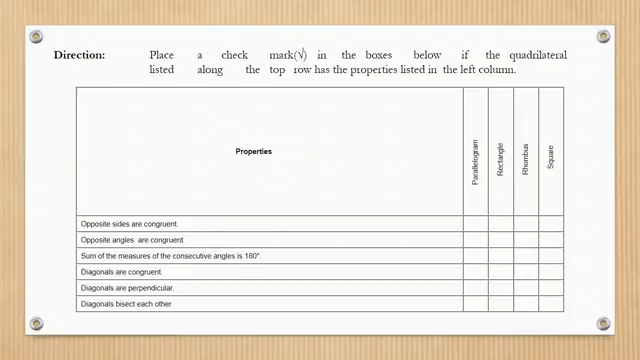 Direction: Place a check mark(√) in the boxes below if the quadrilateral
listed along the top row has the properties listed in the left column.
Properties
Parallelogram
Rectangle
Rhombus
Square
Opposite sides are congruent.
Opposite angles are congruent
Sum of the measures of the consecutive angles is 180°.
Diagonals are congruent.
Diagonals are perpendicular.
Diagonals bisect each other